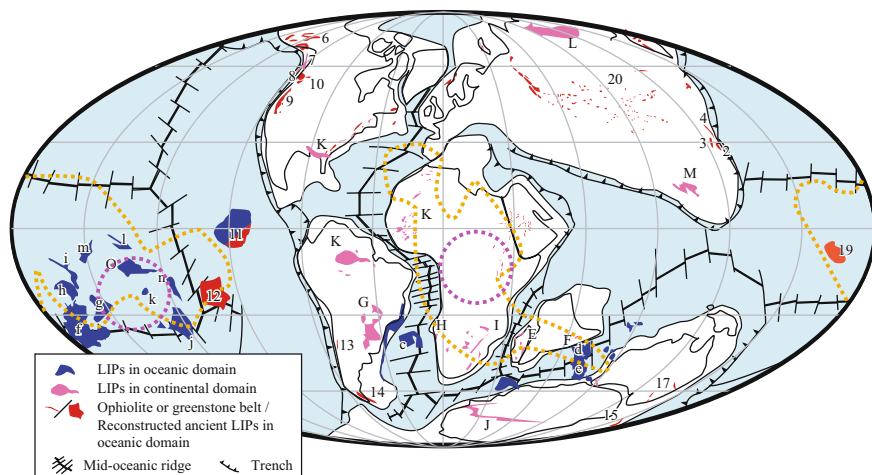 6
L
7
8
10
20
9
4
K
3
2
M
K
11
l
m
K
19
i
O
n
h
g
k
12
G
f
j
13
c
H
I
E
F
d
e
14
17
J
15
LIPs in oceanic domain
LIPs in continental domain
Ophiolite or greenstone belt /
Reconstructed ancient LIPs in
oceanic domain
Mid-oceanic ridge
Trench